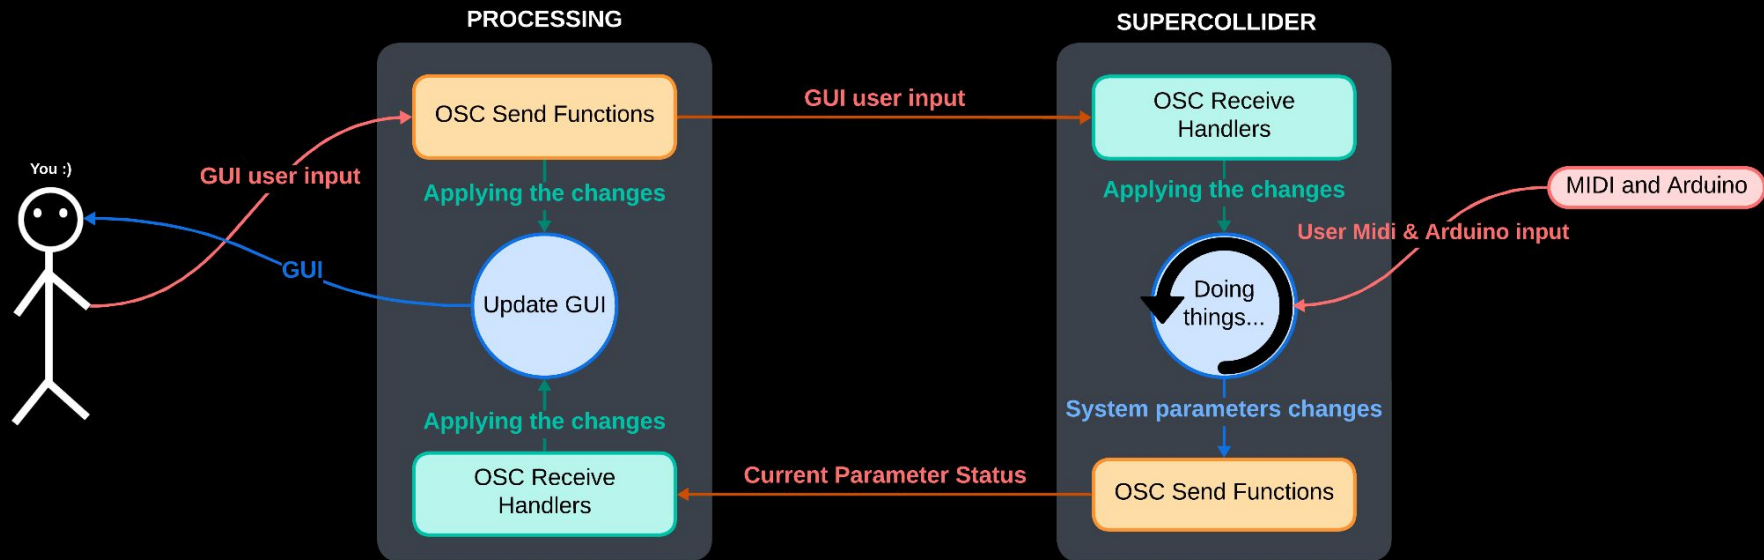 PROCESSING
SUPERCOLLIDER
OSC Send Functions
GUI user input
OSC Receive
Handlers
You :)
GUI user input
Applying the changes
Applying the changes
MIDI and Arduino
User Midi & Arduino input
GUI
Update GUI
Doing
things...
System parameters changes
Applying the changes
OSC Receive
Handlers
Current Parameter Status
OSC Send Functions